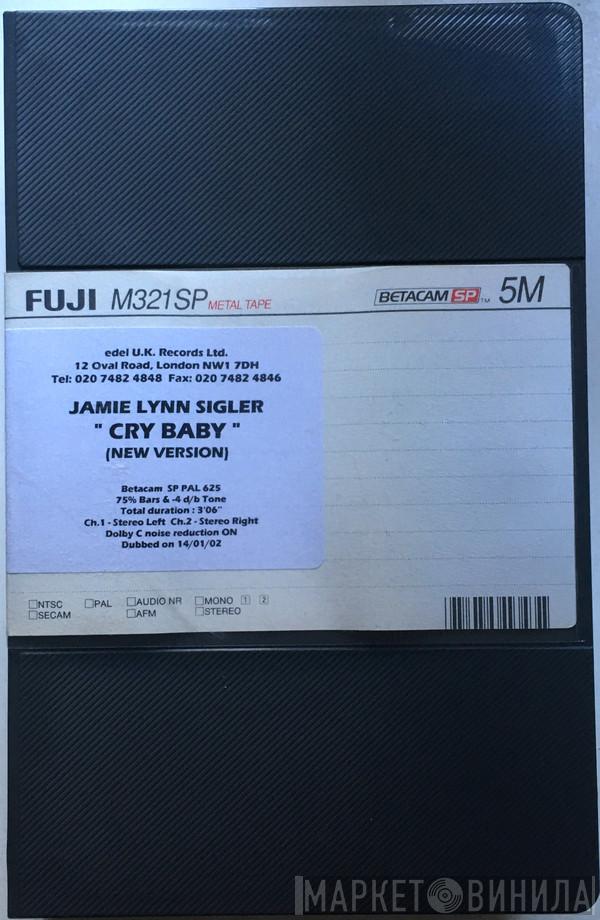 FUJI M321SP METAL TAPE BETACAM SP TM 5M
edel U.K. Records Ltd.
12 Oval Road, London NW1 7DH
Tel: 020 7482 4848 Fax: 020 7482 4846
JAMIE LYNN SIGLER
" CRY BABY "
(NEW VERSION)
Betacam SP PAL 625
75% Bars & -4 d/b Tone
Total duration : 3'06"
Ch.1 - Stereo Left Ch.2 - Stereo Right
Dolby C noise reduction ON
Dubbed on 14/01/02
NTSC PAL AUDIO NR MONO 1 2
SECAM AFM STEREO
МАРКЕТ ВИНИЛА